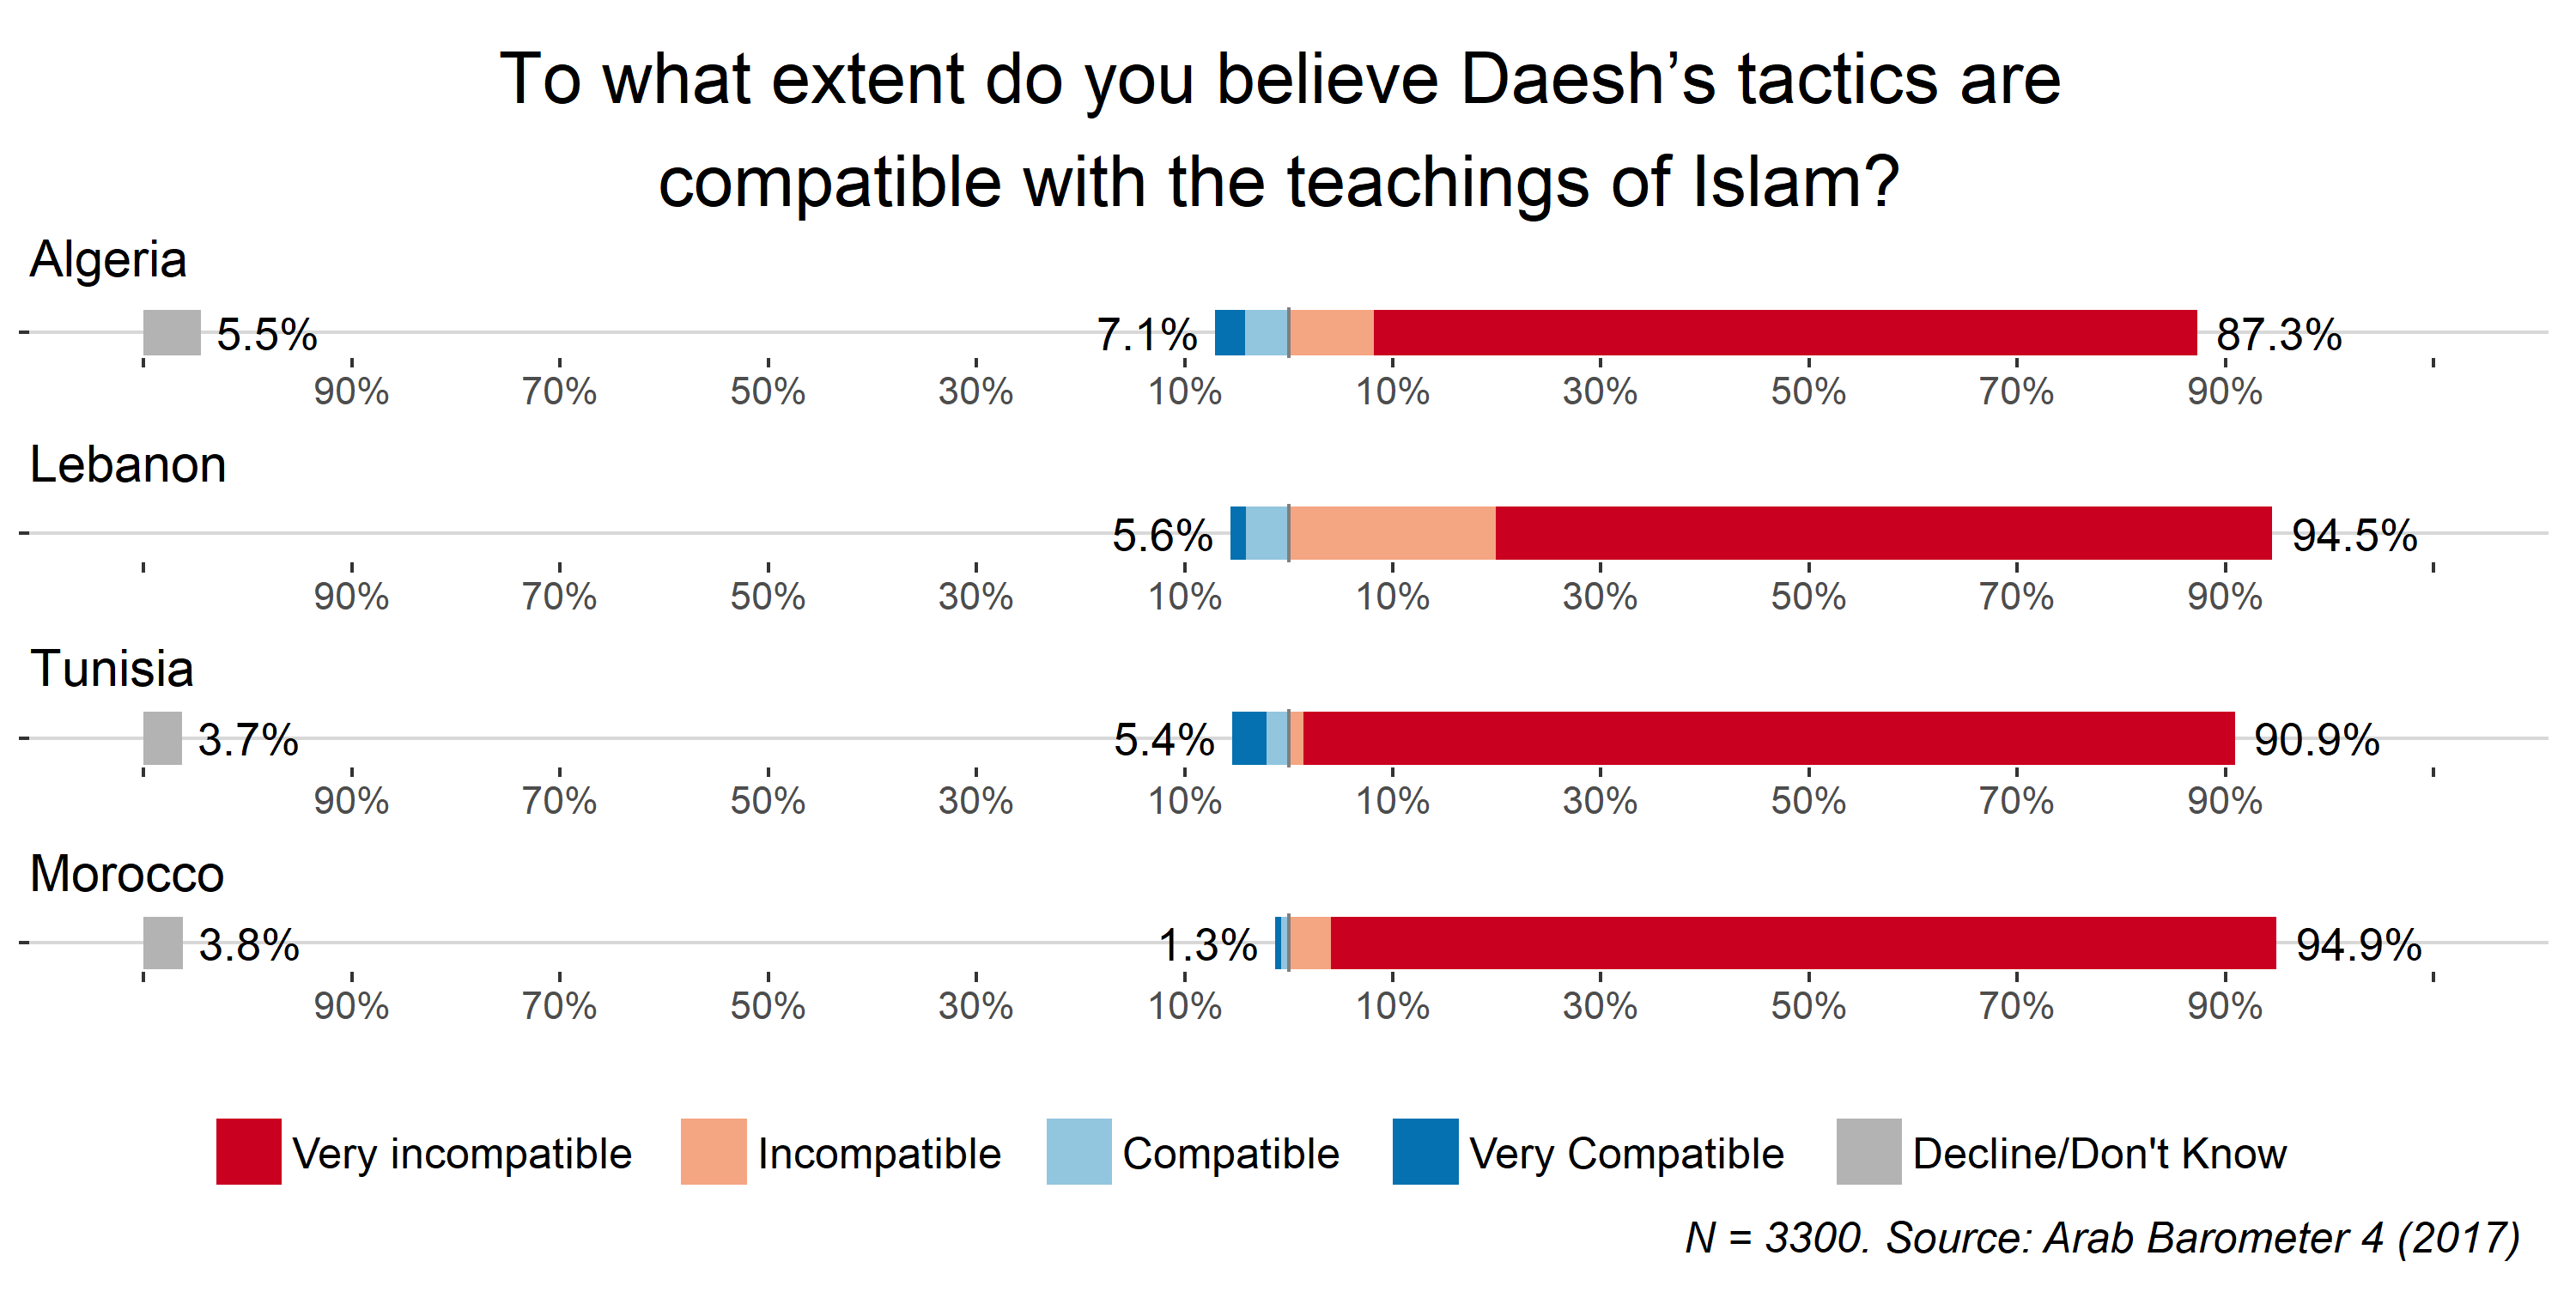 To what extent do you believe Daesh’s tactics are
compatible with the teachings of Islam?
Algeria
5.5% 7.1% 87.3%
90% 70% 50% 30% 10% 10% 30% 50% 70% 90%
Lebanon
5.6% 94.5%
90% 70% 50% 30% 10% 10% 30% 50% 70% 90%
Tunisia
3.7% 5.4% 90.9%
90% 70% 50% 30% 10% 10% 30% 50% 70% 90%
Morocco
3.8% 1.3% 94.9%
90% 70% 50% 30% 10% 10% 30% 50% 70% 90%
Very incompatible Incompatible Compatible Very Compatible Decline/Don't Know
N = 3300. Source: Arab Barometer 4 (2017)